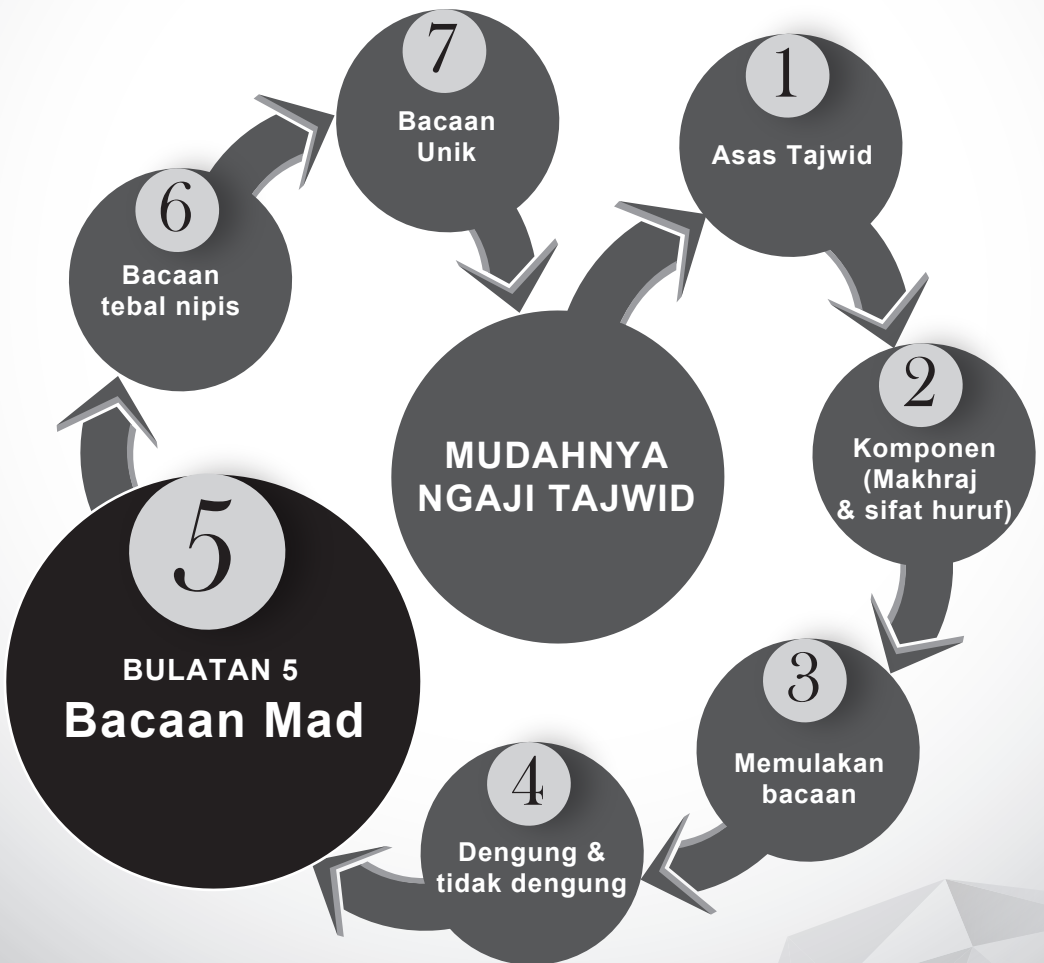 MUDAHNYA
NGAJI TAJWID
1
Asas Tajwid
2
Komponen
(Makhraj
& sifat huruf)
3
Memulakan
bacaan
4
Dengung &
tidak dengung
5
BULATAN 5
Bacaan Mad
6
Bacaan
tebal nipis
7
Bacaan
Unik